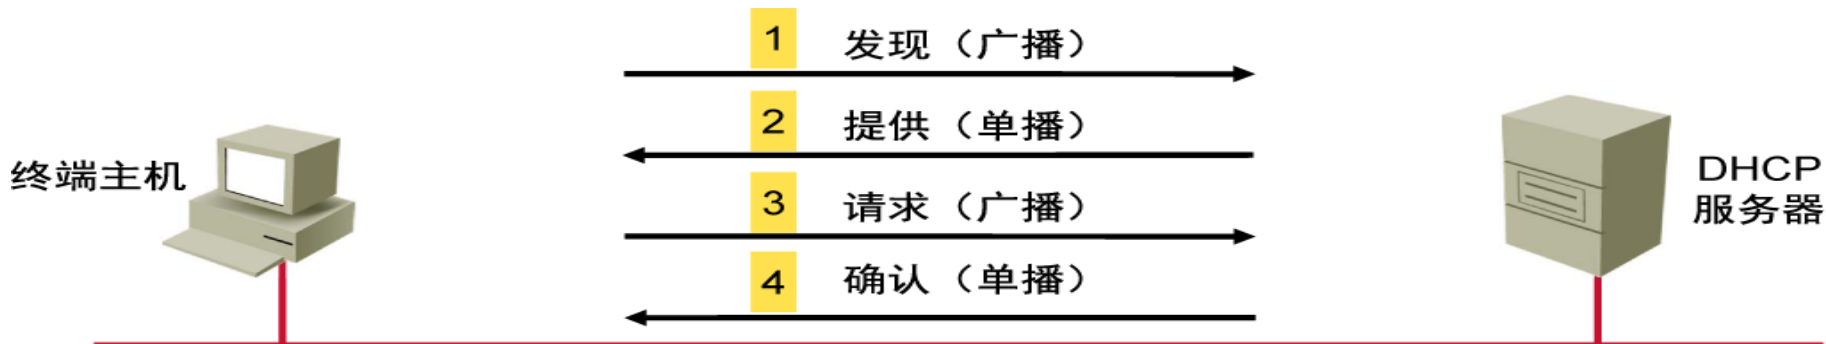 1 发现（广播）
2 提供（单播）
3 请求（广播）
4 确认（单播）
终端主机
DHCP
服务器